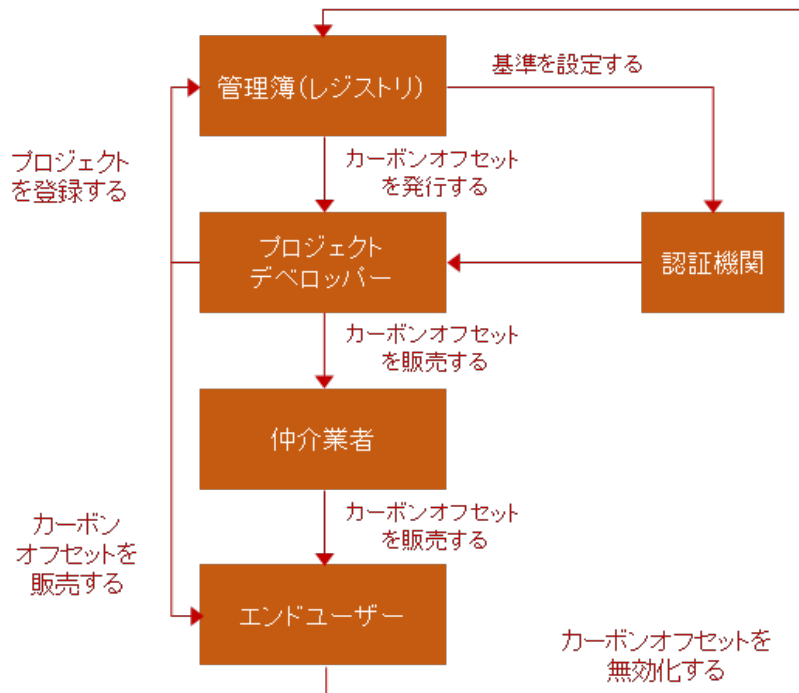 管理簿(レジストリ)
基準を設定する
プロジェクト
を登録する
カーボンオフセット
を発行する
プロジェクト
デベロッパー
認証機関
カーボンオフセット
を販売する
仲介業者
カーボンオフセット
を販売する
カーボン
オフセットを
販売する
エンドユーザー
カーボンオフセットを
無効化する